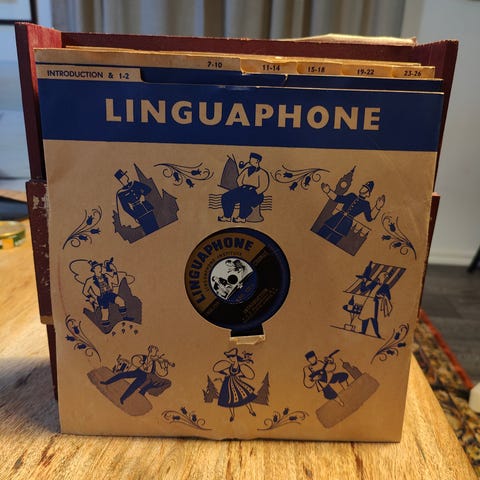 7-10
11-14
15-18
19-22
23-26
INTRODUCTION & 1-2
LINGUAPHONE
LINGUAPHONE